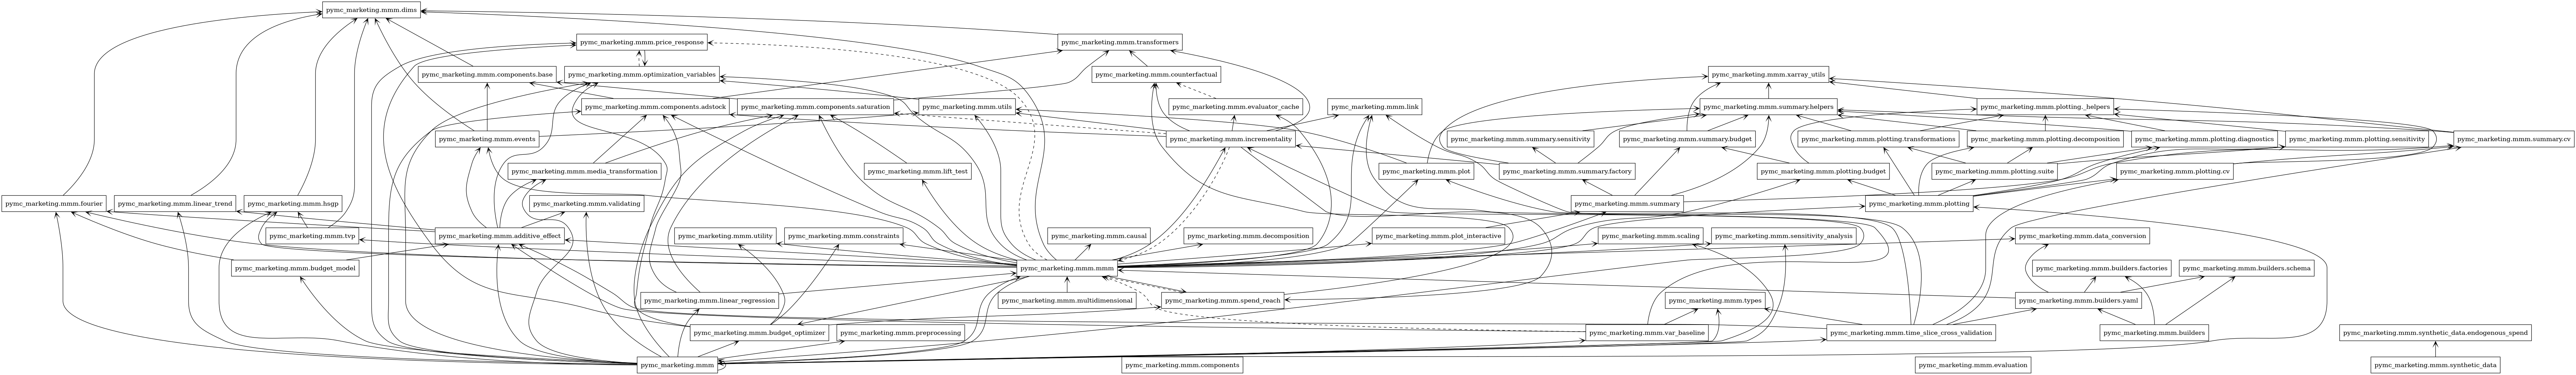 pymc_marketing.mmm.dims
pymc_marketing.mmm.price_response
pymc_marketing.mmm.transformers
pymc_marketing.mmm.components.base
pymc_marketing.mmm.optimization_variables
pymc_marketing.mmm.counterfactual
pymc_marketing.mmm.xarray_utils
pymc_marketing.mmm.components.adstock
pymc_marketing.mmm.components.saturation
pymc_marketing.mmm.utils
pymc_marketing.mmm.evaluator_cache
pymc_marketing.mmm.link
pymc_marketing.mmm.summary.helpers
pymc_marketing.mmm.plotting._helpers
pymc_marketing.mmm.events
pymc_marketing.mmm.incrementality
pymc_marketing.mmm.summary.sensitivity
pymc_marketing.mmm.summary.budget
pymc_marketing.mmm.plotting.transformations
pymc_marketing.mmm.plotting.decomposition
pymc_marketing.mmm.plotting.diagnostics
pymc_marketing.mmm.plotting.sensitivity
pymc_marketing.mmm.summary.cv
pymc_marketing.mmm.media_transformation
pymc_marketing.mmm.lift_test
pymc_marketing.mmm.plot
pymc_marketing.mmm.summary.factory
pymc_marketing.mmm.plotting.budget
pymc_marketing.mmm.plotting.suite
pymc_marketing.mmm.plotting.cv
pymc_marketing.mmm.fourier
pymc_marketing.mmm.linear_trend
pymc_marketing.mmm.hsgp
pymc_marketing.mmm.validating
pymc_marketing.mmm.summary
pymc_marketing.mmm.plotting
pymc_marketing.mmm.tvp
pymc_marketing.mmm.additive_effect
pymc_marketing.mmm.utility
pymc_marketing.mmm.constraints
pymc_marketing.mmm.causal
pymc_marketing.mmm.decomposition
pymc_marketing.mmm.plot_interactive
pymc_marketing.mmm.scaling
pymc_marketing.mmm.sensitivity_analysis
pymc_marketing.mmm.data_conversion
pymc_marketing.mmm.budget_model
pymc_marketing.mmm.mmm
pymc_marketing.mmm.builders.factories
pymc_marketing.mmm.builders.schema
pymc_marketing.mmm.linear_regression
pymc_marketing.mmm.multidimensional
pymc_marketing.mmm.spend_reach
pymc_marketing.mmm.types
pymc_marketing.mmm.builders.yaml
pymc_marketing.mmm.budget_optimizer
pymc_marketing.mmm.preprocessing
pymc_marketing.mmm.var_baseline
pymc_marketing.mmm.time_slice_cross_validation
pymc_marketing.mmm.builders
pymc_marketing.mmm.synthetic_data.endogenous_spend
pymc_marketing.mmm
pymc_marketing.mmm.components
pymc_marketing.mmm.evaluation
pymc_marketing.mmm.synthetic_data